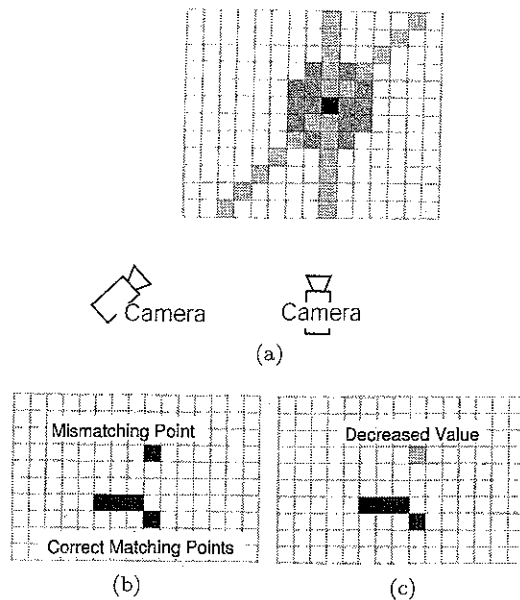 Camera
Camera
(a)
Mismatching Point
Correct Matching Points
(b)
Decreased Value
(c)